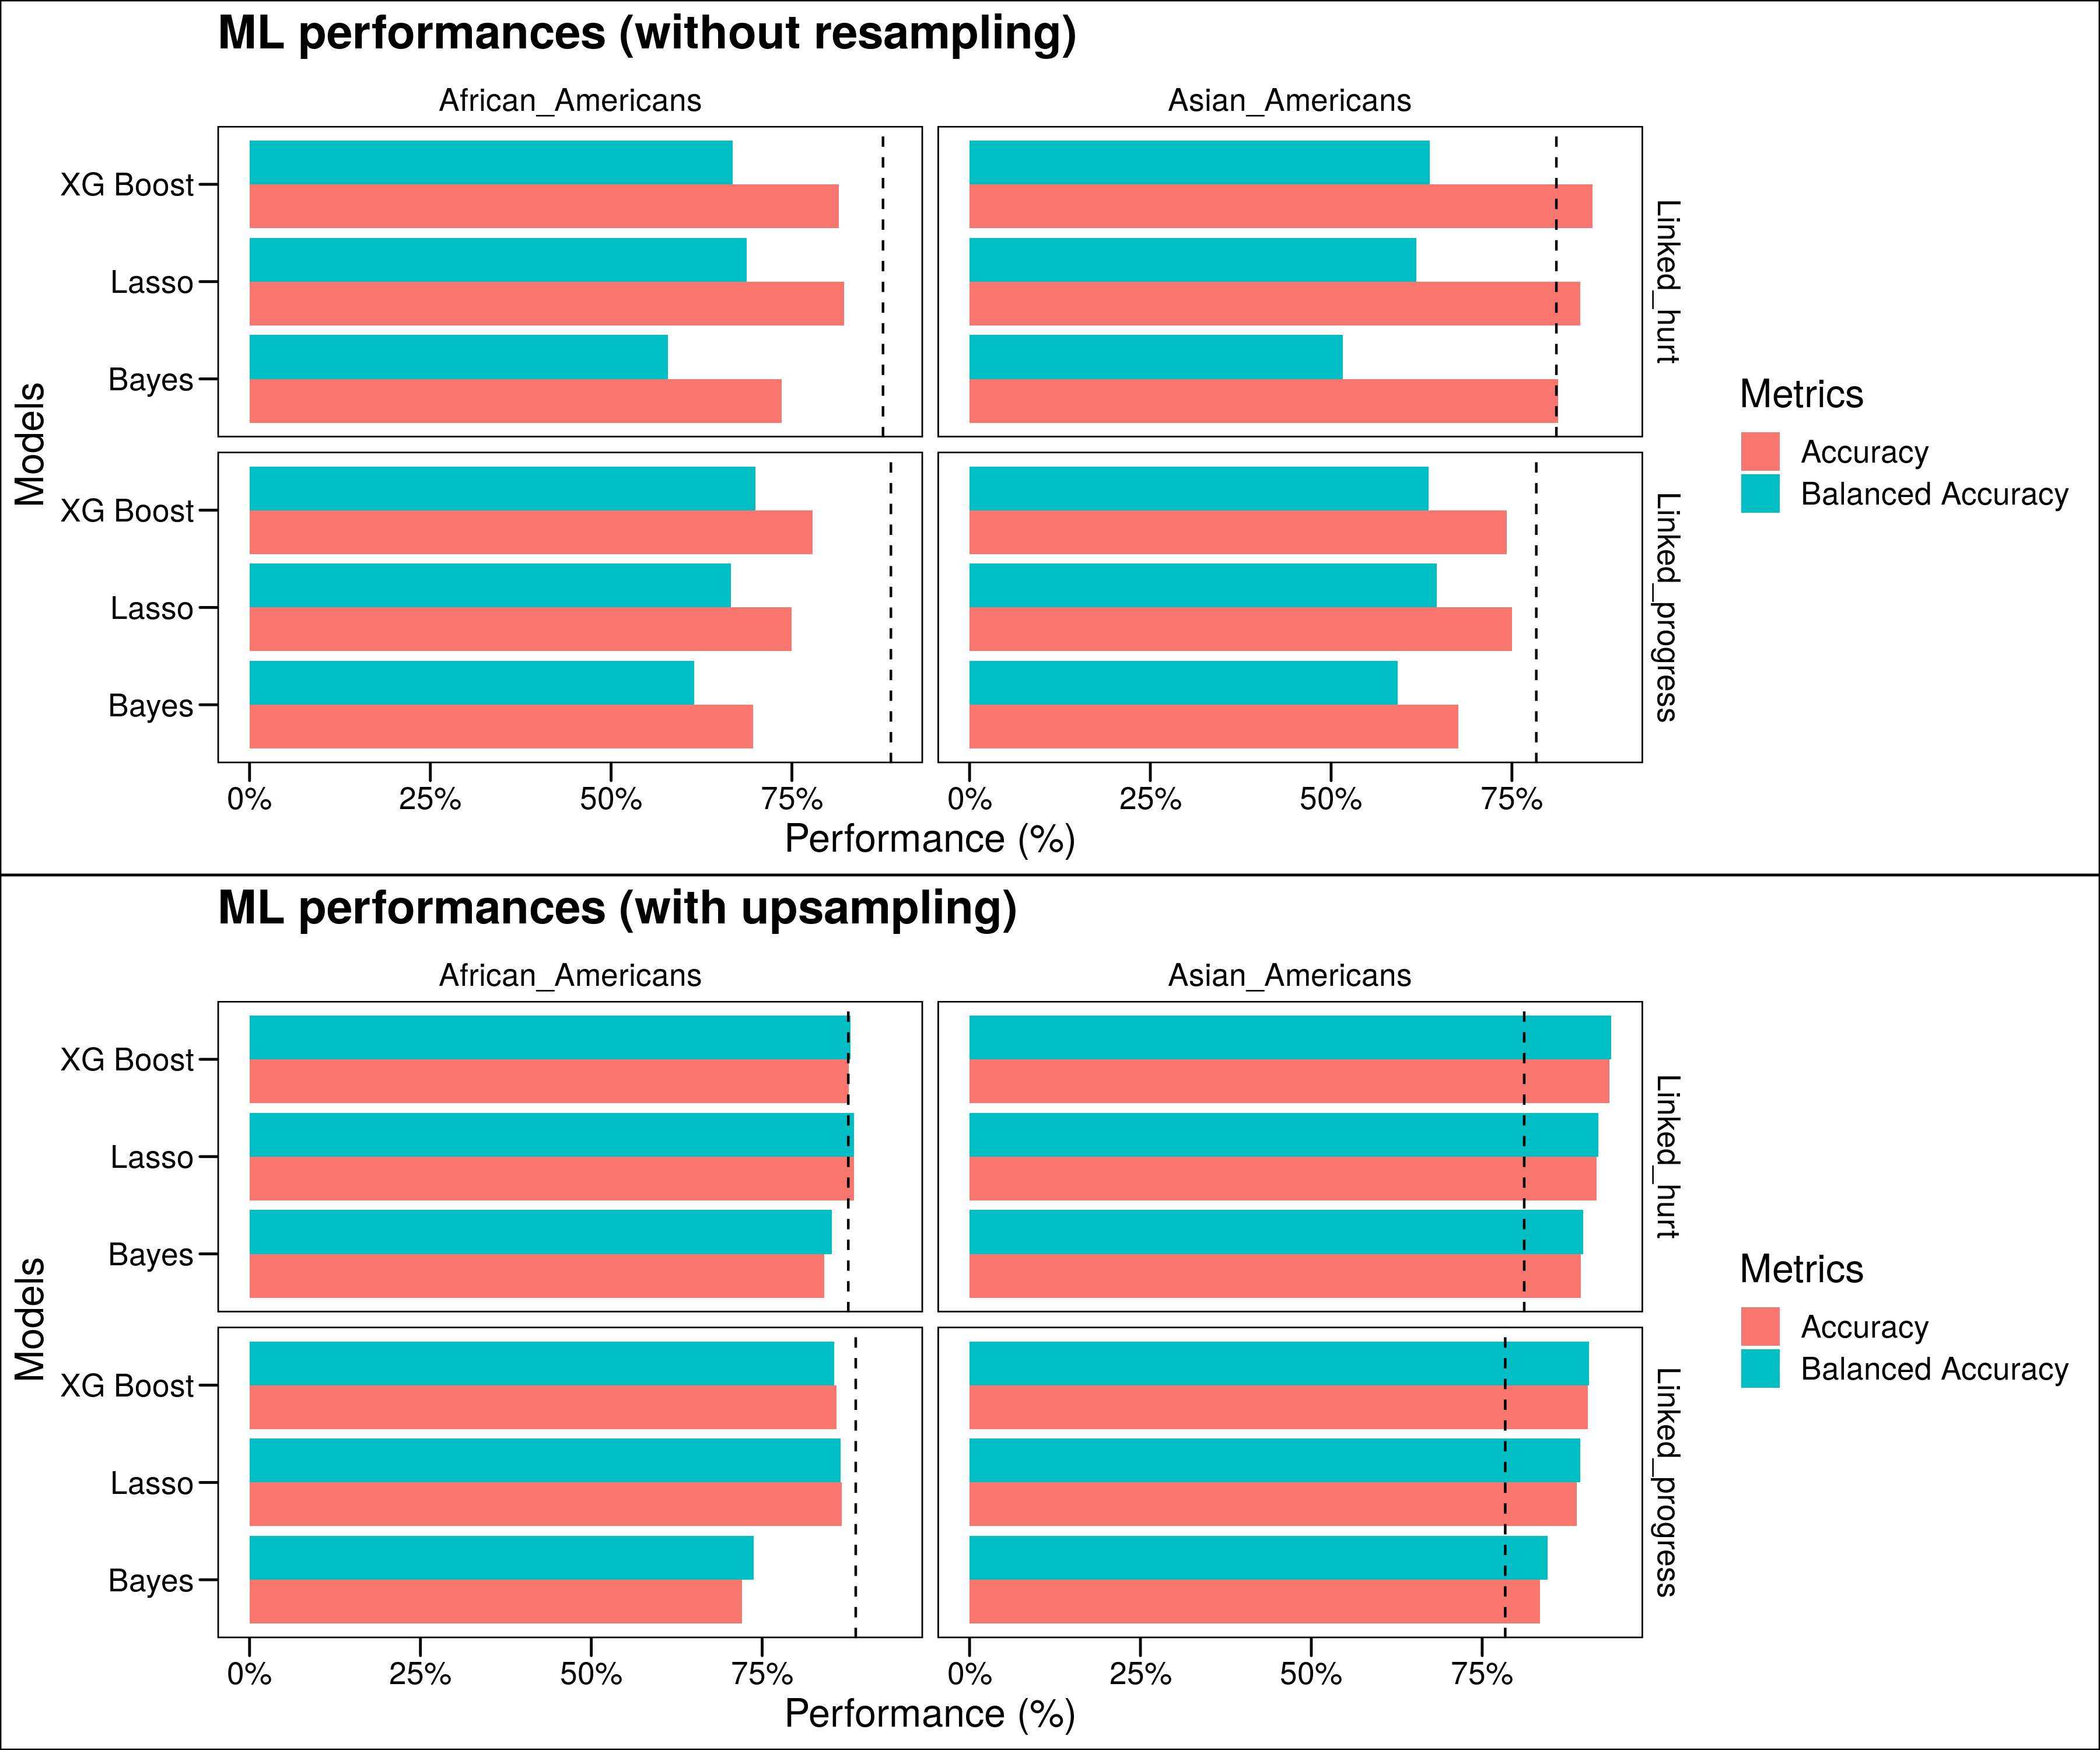 ML performances (without resampling)
African_Americans
Asian_Americans
Models
XG Boost
Lasso
Bayes
Linked_hurt
XG Boost
Lasso
Bayes
Linked_progress
0% 25% 50% 75%
0% 25% 50% 75%
Performance (%)
Metrics
Accuracy
Balanced Accuracy
ML performances (with upsampling)
African_Americans
Asian_Americans
Models
XG Boost
Lasso
Bayes
Linked_hurt
XG Boost
Lasso
Bayes
Linked_progress
0% 25% 50% 75%
0% 25% 50% 75%
Performance (%)
Metrics
Accuracy
Balanced Accuracy